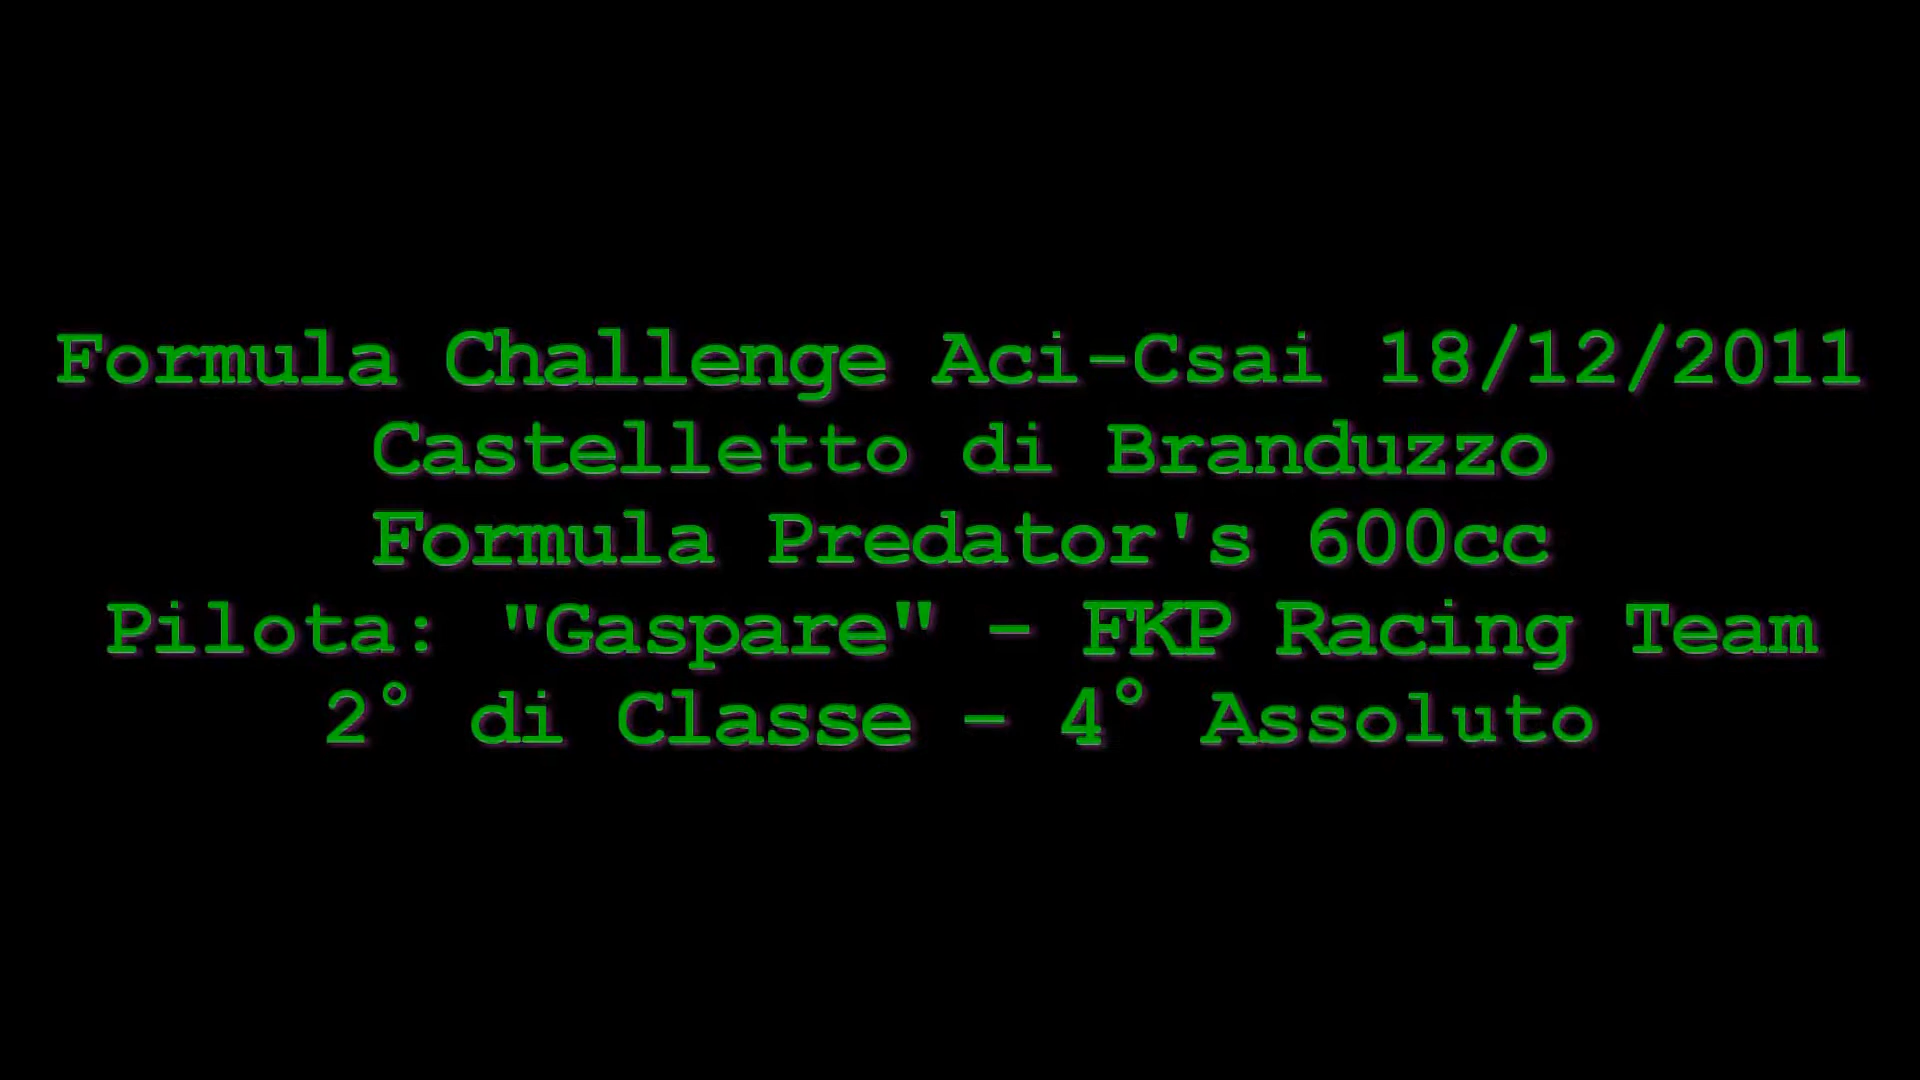 Formula Challenge Aci-Csai 18/12/2011
Castelletto di Branduzzo
Formula Predator's 600cc
Pilota: "Gaspare" - FKP Racing Team
2° di Classe - 4° Assoluto